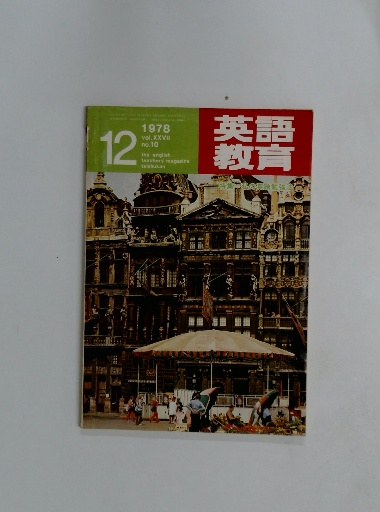 12
1978
vol.XXVII
no.10
the english
teachers' magazine
taishukan
英語
教育